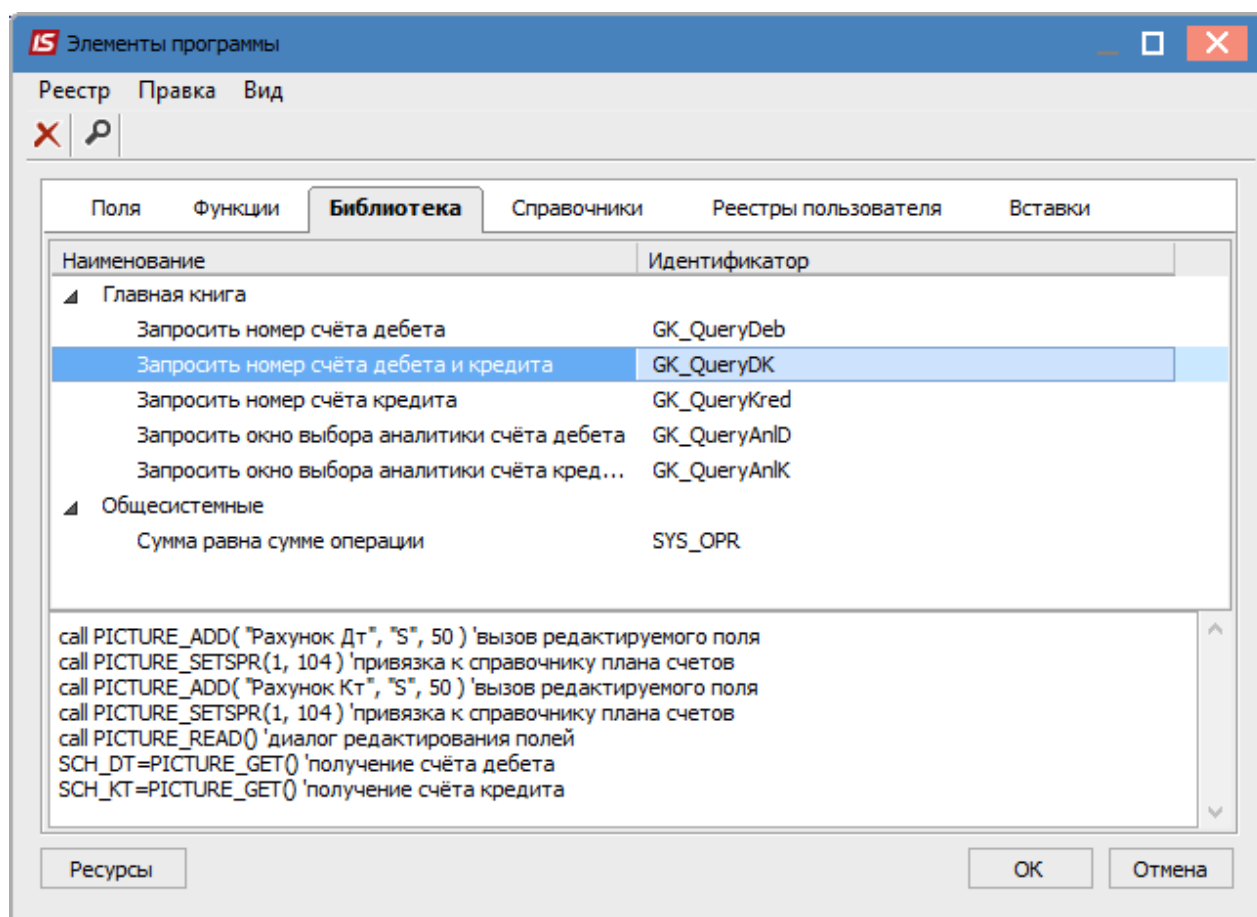 IS Элементы программы
Реестр Правка Вид
Поля Функции Библиотека Справочники Реестры пользователя Вставки
Наименование Идентификатор
Главная книга
Запросить номер счёта дебета GK_QueryDeb
Запросить номер счёта дебета и кредита GK_QueryDK
Запросить номер счёта кредита GK_QueryKred
Запросить окно выбора аналитики счёта дебета GK_QueryAnlD
Запросить окно выбора аналитики счёта кред... GK_QueryAnlK
Общесистемные
Сумма равна сумме операции SYS_OPR
call PICTURE_ADD( "Рахунок Дт", "S", 50 ) 'вызов редактируемого поля
call PICTURE_SETSPR(1, 104 ) 'привязка к справочнику плана счетов
call PICTURE_ADD( "Рахунок Кт", "S", 50 ) 'вызов редактируемого поля
call PICTURE_SETSPR(1, 104 ) 'привязка к справочнику плана счетов
call PICTURE_READ() 'диалог редактирования полей
SCH_DT=PICTURE_GET() 'получение счёта дебета
SCH_KT=PICTURE_GET() 'получение счёта кредита
Ресурсы ОК Отмена